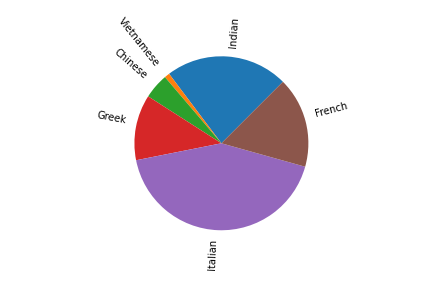 Indian
Vietnamese
Chinese
Greek
Italian
French